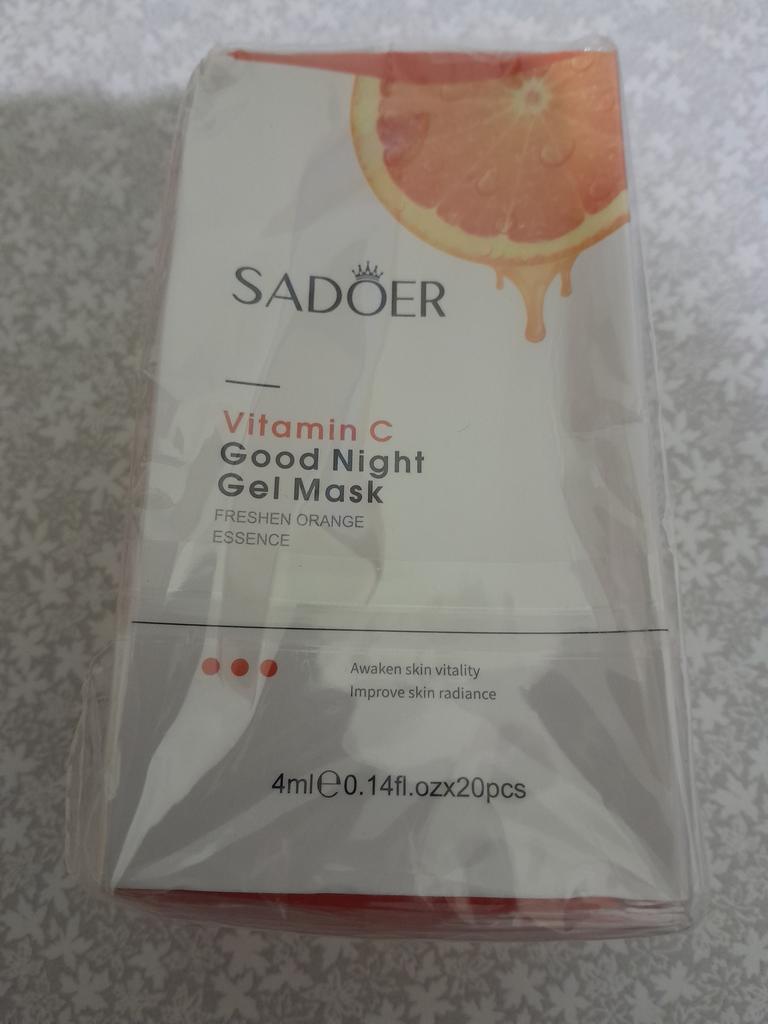 SADOER
Vitamin C
Good Night
Gel Mask
FRESHEN ORANGE
ESSENCE
Awaken skin vitality
Improve skin radiance
4ml℮0.14fl.ozx20pcs